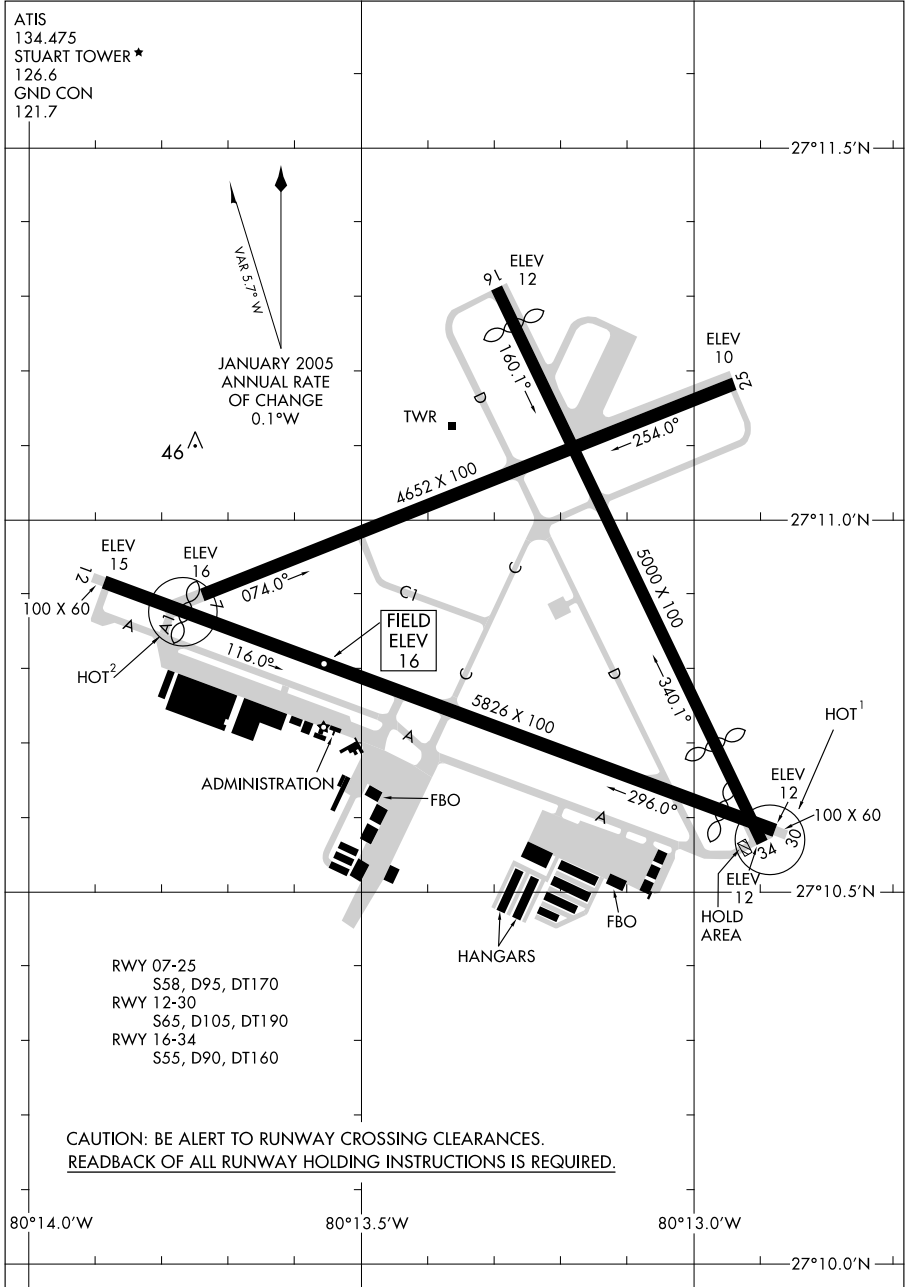 ATIS
134.475
STUART TOWER★
126.6
GND CON
121.7
27°11.5'N
VAR 5.7° W
JANUARY 2005
ANNUAL RATE
OF CHANGE
0.1°W
16
ELEV
12
160.1°
D
ELEV
10
25
254.0°
TWR
46
4652 X 100
27°11.0'N
ELEV
15
12
100 X 60
ELEV
16
7
074.0°
C
C1
5000 X 100
A
A1
HOT2
116.0°
FIELD
ELEV
16
C
D
340.1°
5826 X 100
HOT1
A
ADMINISTRATION
FBO
296.0°
A
ELEV
12
100 X 60
30
34
ELEV
12
27°10.5'N
HOLD
AREA
FBO
HANGARS
RWY 07-25
S58, D95, DT170
RWY 12-30
S65, D105, DT190
RWY 16-34
S55, D90, DT160
CAUTION: BE ALERT TO RUNWAY CROSSING CLEARANCES.
READBACK OF ALL RUNWAY HOLDING INSTRUCTIONS IS REQUIRED.
80°14.0'W
80°13.5'W
80°13.0'W
27°10.0'N